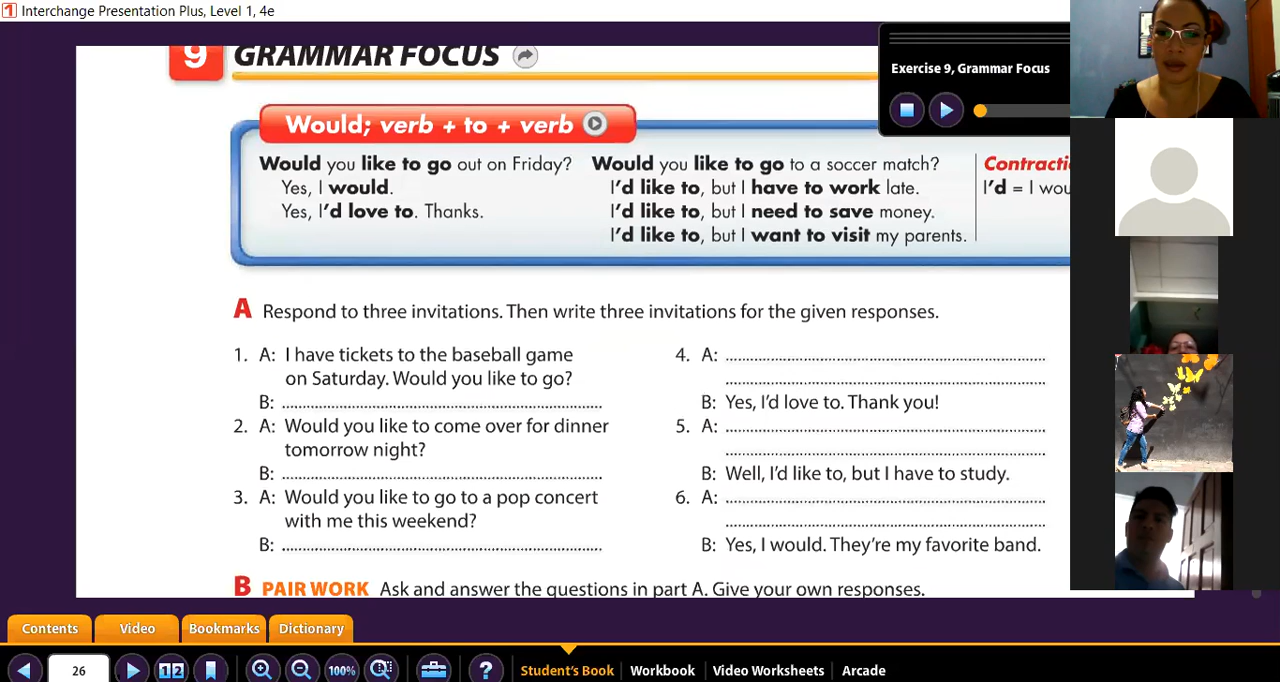 Interchange Presentation Plus, Level 1, 4e
9 GRAMMAR FOCUS
Exercise 9, Grammar Focus
Would; verb + to + verb
Would you like to go out on Friday?
Yes, I would.
Yes, I'd love to. Thanks.
Would you like to go to a soccer match?
I'd like to, but I have to work late.
I'd like to, but I need to save money.
I'd like to, but I want to visit my parents.
Contracti
I'd = I wou
A Respond to three invitations. Then write three invitations for the given responses.
1. A: I have tickets to the baseball game
on Saturday. Would you like to go?
B:
2. A: Would you like to come over for dinner
tomorrow night?
B:
3. A: Would you like to go to a pop concert
with me this weekend?
B:
4. A:
B: Yes, I'd love to. Thank you!
5. A:
B: Well, I'd like to, but I have to study.
6. A:
B: Yes, I would. They're my favorite band.
B PAIR WORK Ask and answer the questions in part A. Give your own responses.
Contents Video Bookmarks Dictionary
26 1 2 100% ? Student's Book Workbook Video Worksheets Arcade